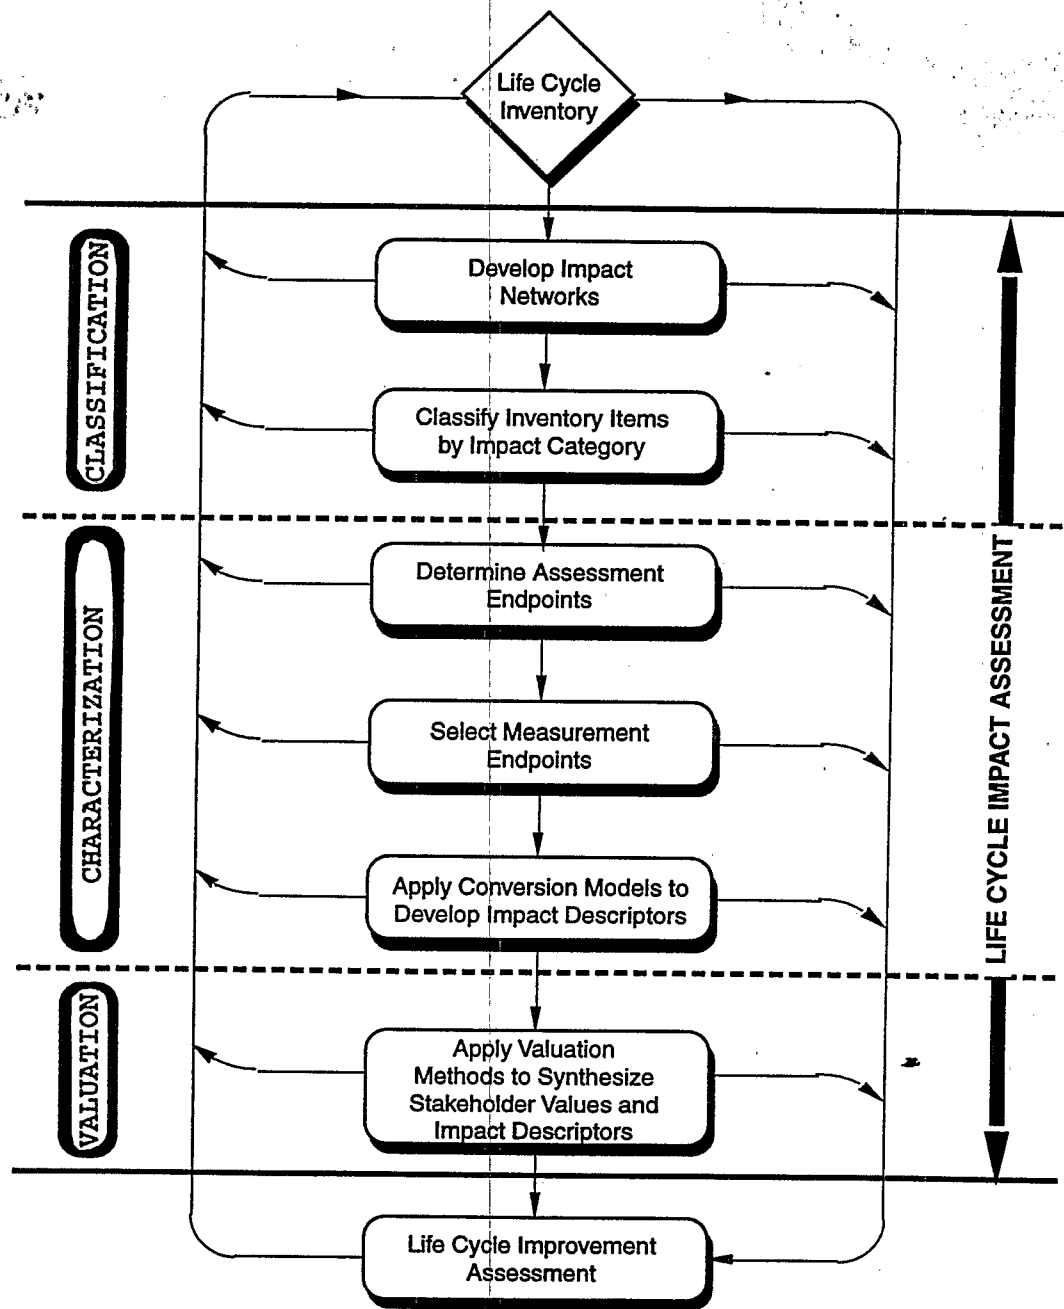 Life Cycle
Inventory
CLASSIFICATION
Develop Impact
Networks
Classify Inventory Items
by Impact Category
CHARACTERIZATION
Determine Assessment
Endpoints
Select Measurement
Endpoints
Apply Conversion Models to
Develop Impact Descriptors
LIFE CYCLE IMPACT ASSESSMENT
VALUATION
Apply Valuation
Methods to Synthesize
Stakeholder Values and
Impact Descriptors
Life Cycle Improvement
Assessment